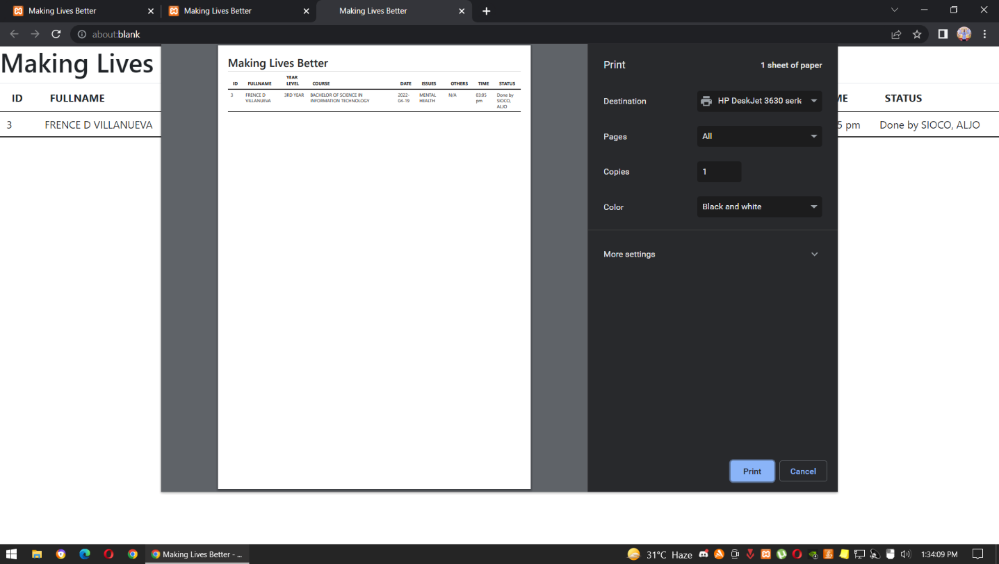 Making Lives Better
Making Lives Better
Making Lives Better
about:blank
Making Lives
ID FULLNAME
3 FRENCE D VILLANUEVA
ME STATUS
5 pm Done by SIOCO, ALJO
Making Lives Better
ID FULLNAME YEAR LEVEL COURSE DATE ISSUES OTHERS TIME STATUS
3 FRENCE D 3RD YEAR BACHELOR OF SCIENCE IN 2022- MENTAL N/A 03:05 Done by
VILLANUEVA INFORMATION TECHNOLOGY 04-19 HEALTH pm SIOCO,
ALJO
Print 1 sheet of paper
Destination HP DeskJet 3630 serie
Pages All
Copies 1
Color Black and white
More settings
Print Cancel
Making Lives Better - ...
31°C Haze
1:34:09 PM